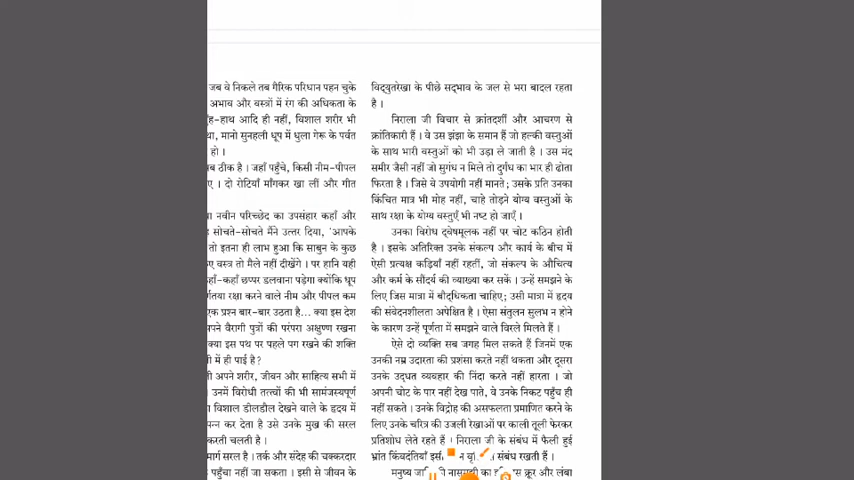 जब वे निकले तब गैरिक परिधान पहन चुके
अभाव और वस्त्रों में रंग की अधिकता के
मुँह-हाथ आदि ही नहीं, विशाल शरीर भी
था, मानो सुनहली धूप में धुला गेरू के पर्वत
हो ।
ठीक है । जहाँ पहुँचे, किसी नीम-पीपल
। दो रोटियाँ माँगकर खा लीं और गीत
नवीन परिच्छेद का उपसंहार कहाँ और
सोचते-सोचते मैंने उत्तर दिया, 'आपके
तो इतना ही लाभ हुआ कि साबुन के कुछ
वस्त्र तो मैले नहीं दीखेंगे । पर हानि यही
कहाँ-कहाँ छप्पर डलवाना पड़ेगा क्योंकि धूप
रक्षा करने वाले नीम और पीपल कम
एक प्रश्न बार-बार उठता है... क्या इस देश
अपने वैरागी पुत्रों की परंपरा अक्षुण्ण रखना
क्या इस पथ पर पहले पग रखने की शक्ति
में ही पाई है?
अपने शरीर, जीवन और साहित्य सभी में
उनमें विरोधी तत्त्वों की भी सामंजस्यपूर्ण
विशाल डीलडौल देखने वाले के हृदय में
कर देता है उसे उनके मुख की सरल
करती चलती है ।
मार्ग सरल है । तर्क और संदेह की चक्करदार
पहुँचा नहीं जा सकता । इसी से जीवन के
विद्युतरेखा के पीछे सद्भाव के जल से भरा बादल रहता
है ।
निराला जी विचार से क्रांतदर्शी और आचरण से
क्रांतिकारी हैं । वे उस झंझा के समान हैं जो हल्की वस्तुओं
के साथ भारी वस्तुओं को भी उड़ा ले जाती है । उस मंद
समीर जैसी नहीं जो सुगंध न मिले तो दुर्गंध का भार ही ढोता
फिरता है । जिसे वे उपयोगी नहीं मानते; उसके प्रति उनका
किंचित मात्र भी मोह नहीं, चाहे तोड़ने योग्य वस्तुओं के
साथ रक्षा के योग्य वस्तुएँ भी नष्ट हो जाएँ ।
उनका विरोध द्वेषमूलक नहीं पर चोट कठिन होती
है । इसके अतिरिक्त उनके संकल्प और कार्य के बीच में
ऐसी प्रत्यक्ष कड़ियाँ नहीं रहतीं, जो संकल्प के औचित्य
और कर्म के सौंदर्य की व्याख्या कर सकें । उन्हें समझने के
लिए जिस मात्रा में बौद्धिकता चाहिए; उसी मात्रा में हृदय
की संवेदनशीलता अपेक्षित है । ऐसा संतुलन सुलभ न होने
के कारण उन्हें पूर्णता में समझने वाले विरले मिलते हैं ।
ऐसे दो व्यक्ति सब जगह मिल सकते हैं जिनमें एक
उनकी नम्र उदारता की प्रशंसा करते नहीं थकता और दूसरा
उनके उद्धत व्यवहार की निंदा करते नहीं हारता । जो
अपनी चोट के पार नहीं देख पाते, वे उनके निकट पहुँच ही
नहीं सकते । उनके विद्रोह की असफलता प्रमाणित करने के
लिए उनके चरित्र की उजली रेखाओं पर काली तूली फेरकर
प्रतिशोध लेते रहते हैं । निराला जी के संबंध में फैली हुई
भ्रांत किंवदंतियाँ संबंध रखती हैं ।
मनुष्य की नासमझी का क्रूर और लंबा